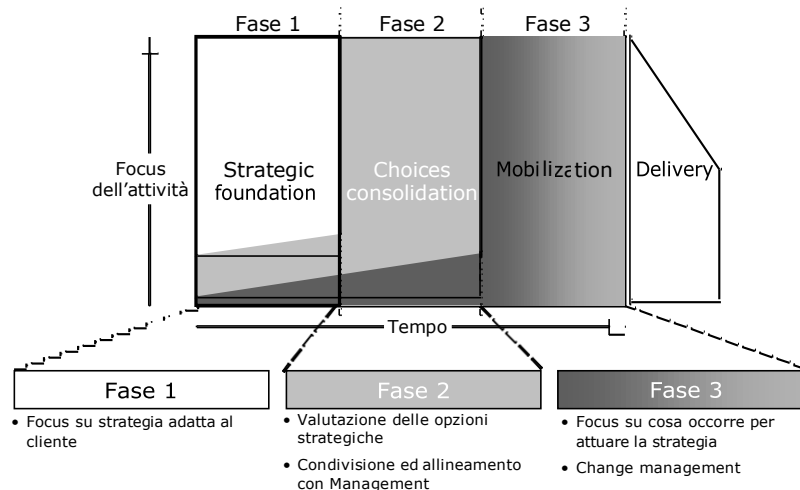 Fase 1 Fase 2 Fase 3
Focus
dell'attività
Strategic
foundation
Choices
consolidation
Mobilization
Delivery
Tempo
Fase 1
• Focus su strategia adatta al
cliente
Fase 2
• Valutazione delle opzioni
strategiche
• Condivisione ed allineamento
con Management
Fase 3
• Focus su cosa occorre per
attuare la strategia
• Change management